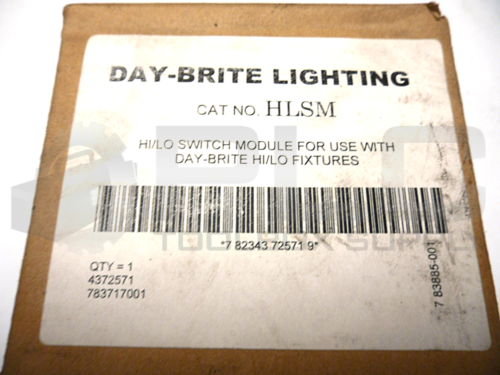 DAY-BRITE LIGHTING
CAT NO. HLSM
HI/LO SWITCH MODULE FOR USE WITH
DAY-BRITE HI/LO FIXTURES
*7 82343 72571 9*
QTY = 1
4372571
783717001
7 83885-001
PLC